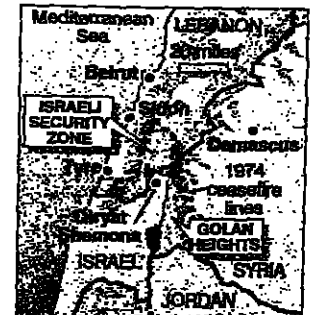 Mediterranean
Sea
LEBANON
20 miles
Beirut
ISRAELI
SECURITY
ZONE
Sidon
Damascus
Tyre
1974
ceasefire
lines
Qiryat
Shemona
GOLAN
HEIGHTS
ISRAEL
SYRIA
JORDAN